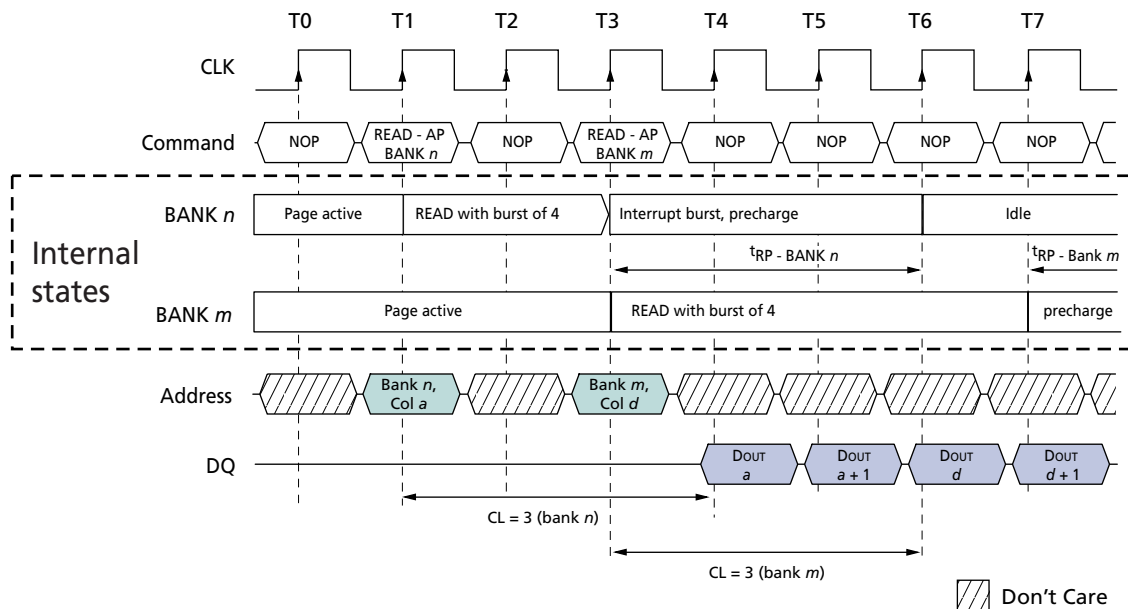 T0 T1 T2 T3 T4 T5 T6 T7
CLK
Command NOP READ - AP NOP READ - AP NOP NOP NOP NOP
BANK n BANK m
BANK n Page active READ with burst of 4 Interrupt burst, precharge Idle
Internal
states
tRP - BANK n tRP - Bank m
BANK m Page active READ with burst of 4 precharge
Address Bank n, Bank m,
Col a Col d
DQ DOUT DOUT DOUT DOUT
a a + 1 d d + 1
CL = 3 (bank n)
CL = 3 (bank m)
Don't Care